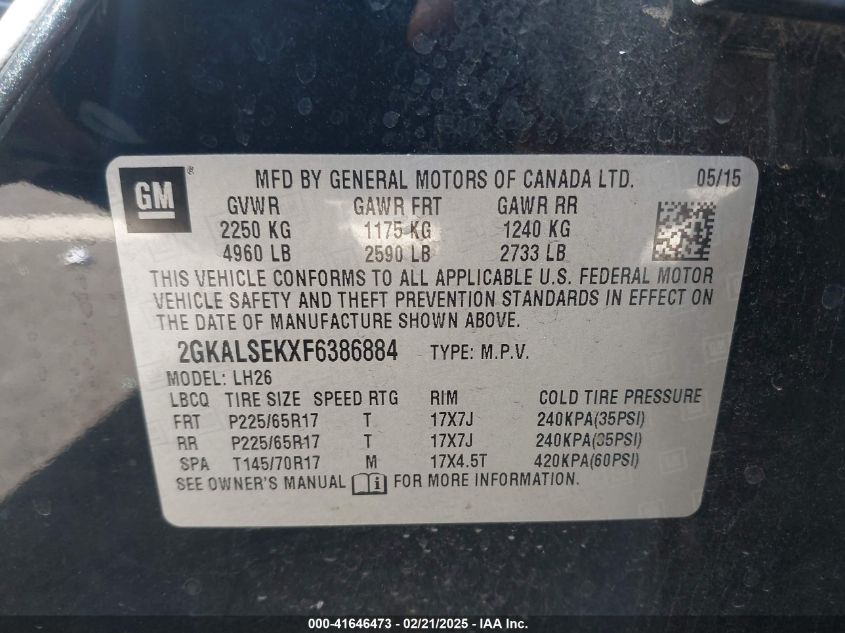 GM ® MFD BY GENERAL MOTORS OF CANADA LTD. 05/15
GVWR GAWR FRT GAWR RR
2250 KG 1175 KG 1240 KG
4960 LB 2590 LB 2733 LB
THIS VEHICLE CONFORMS TO ALL APPLICABLE U.S. FEDERAL MOTOR
VEHICLE SAFETY AND THEFT PREVENTION STANDARDS IN EFFECT ON
THE DATE OF MANUFACTURE SHOWN ABOVE.
2GKALSEKXF6386884 TYPE: M.P.V.
MODEL: LH26
LBCQ TIRE SIZE SPEED RTG RIM COLD TIRE PRESSURE
FRT P225/65R17 T 17X7J 240KPA(35PSI)
RR P225/65R17 T 17X7J 240KPA(35PSI)
SPA T145/70R17 M 17X4.5T 420KPA(60PSI)
SEE OWNER'S MANUAL i FOR MORE INFORMATION.
000-41646473 - 02/21/2025 - IAA Inc.